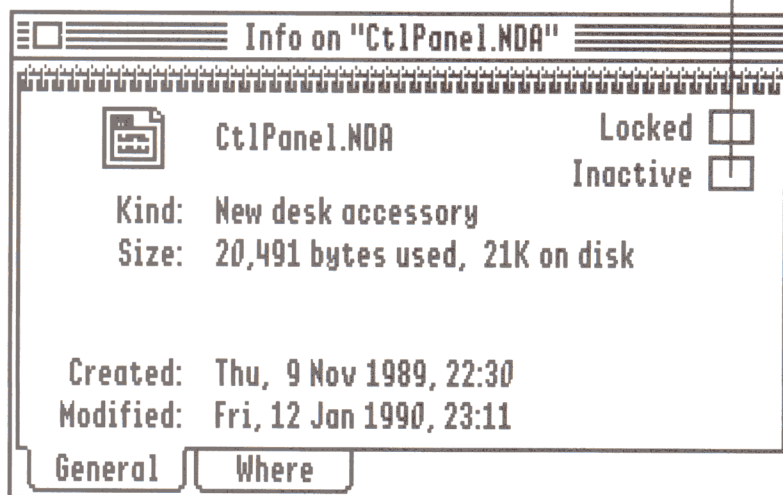 Info on "CtlPanel.NDA"
CtlPanel.NDA
Locked
Inactive
Kind: New desk accessory
Size: 20,491 bytes used, 21K on disk
Created: Thu, 9 Nov 1989, 22:30
Modified: Fri, 12 Jan 1990, 23:11
General Where